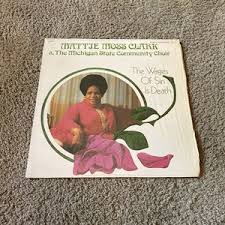 MATTIE MOSS CLARK
& The Michigan State Community Choir
The Wages
Of Sin
Is Death